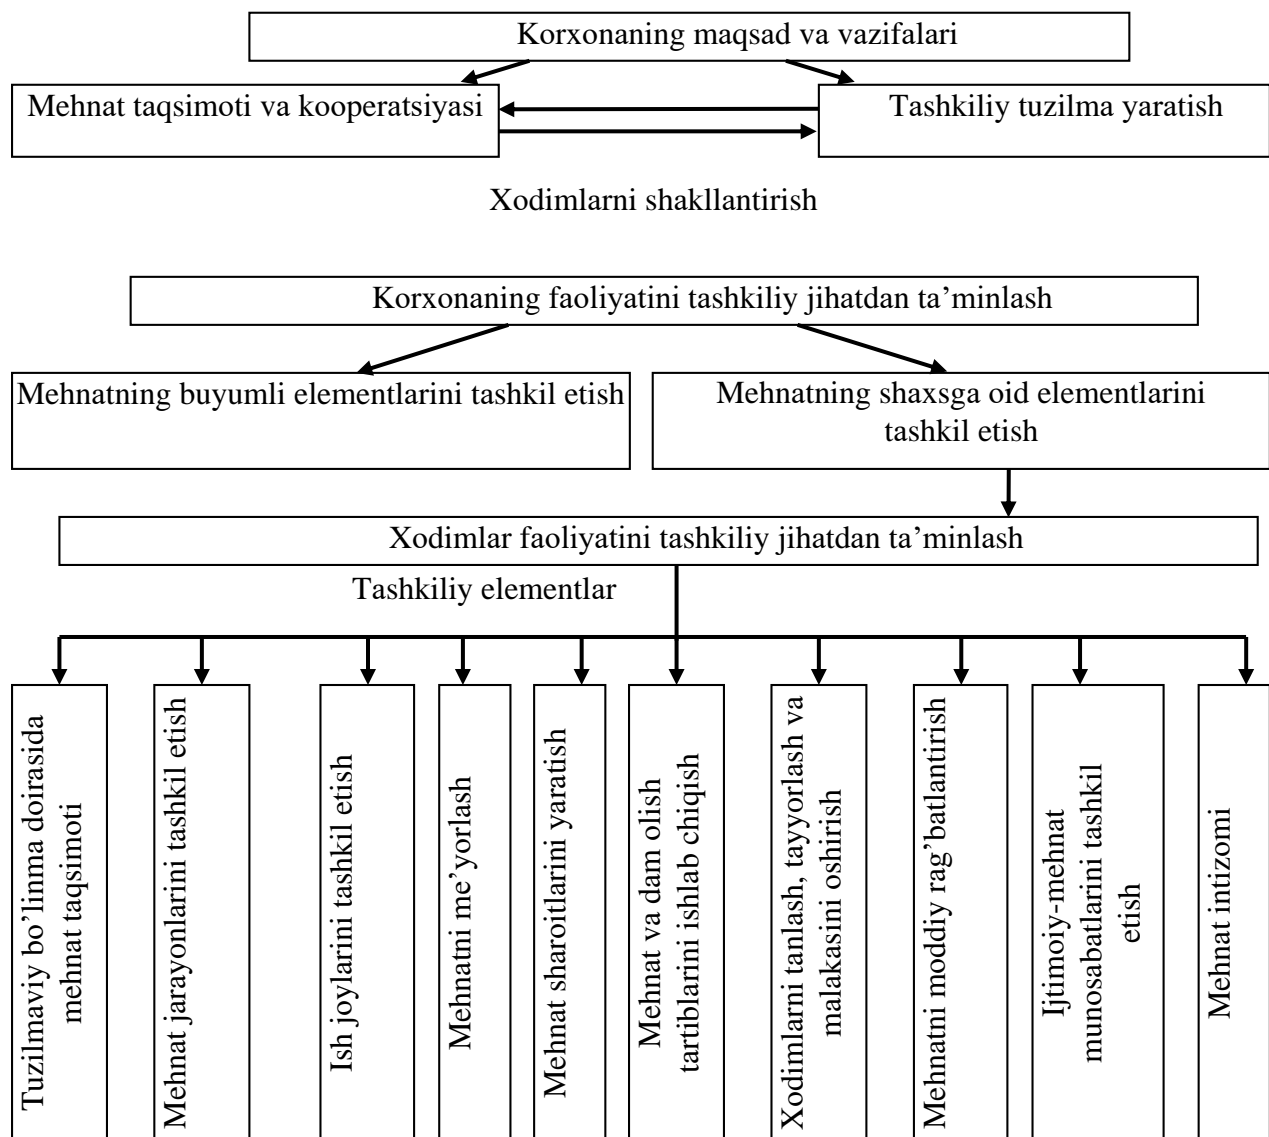 Korxonaning maqsad va vazifalari
Mehnat taqsimoti va kooperatsiyasi
Tashkiliy tuzilma yaratish
Xodimlarni shakllantirish
Korxonaning faoliyatini tashkiliy jihatdan ta’minlash
Mehnatning buyumli elementlarini tashkil etish
Mehnatning shaxsga oid elementlarini
tashkil etish
Xodimlar faoliyatini tashkiliy jihatdan ta’minlash
Tashkiliy elementlar
Tuzilmaviy bo’linma doirasida
mehnat taqsimoti
Mehnat jarayonlarini tashkil etish
Ish joylarini tashkil etish
Mehnatni me’yorlash
Mehnat sharoitlarini yaratish
Mehnat va dam olish
tartiblarini ishlab chiqish
Xodimlarni tanlash, tayyorlash va
malakasini oshirish
Mehnatni moddiy rag’batlantirish
Ijtimoiy-mehnat
munosabatlarini tashkil
etish
Mehnat intizomi